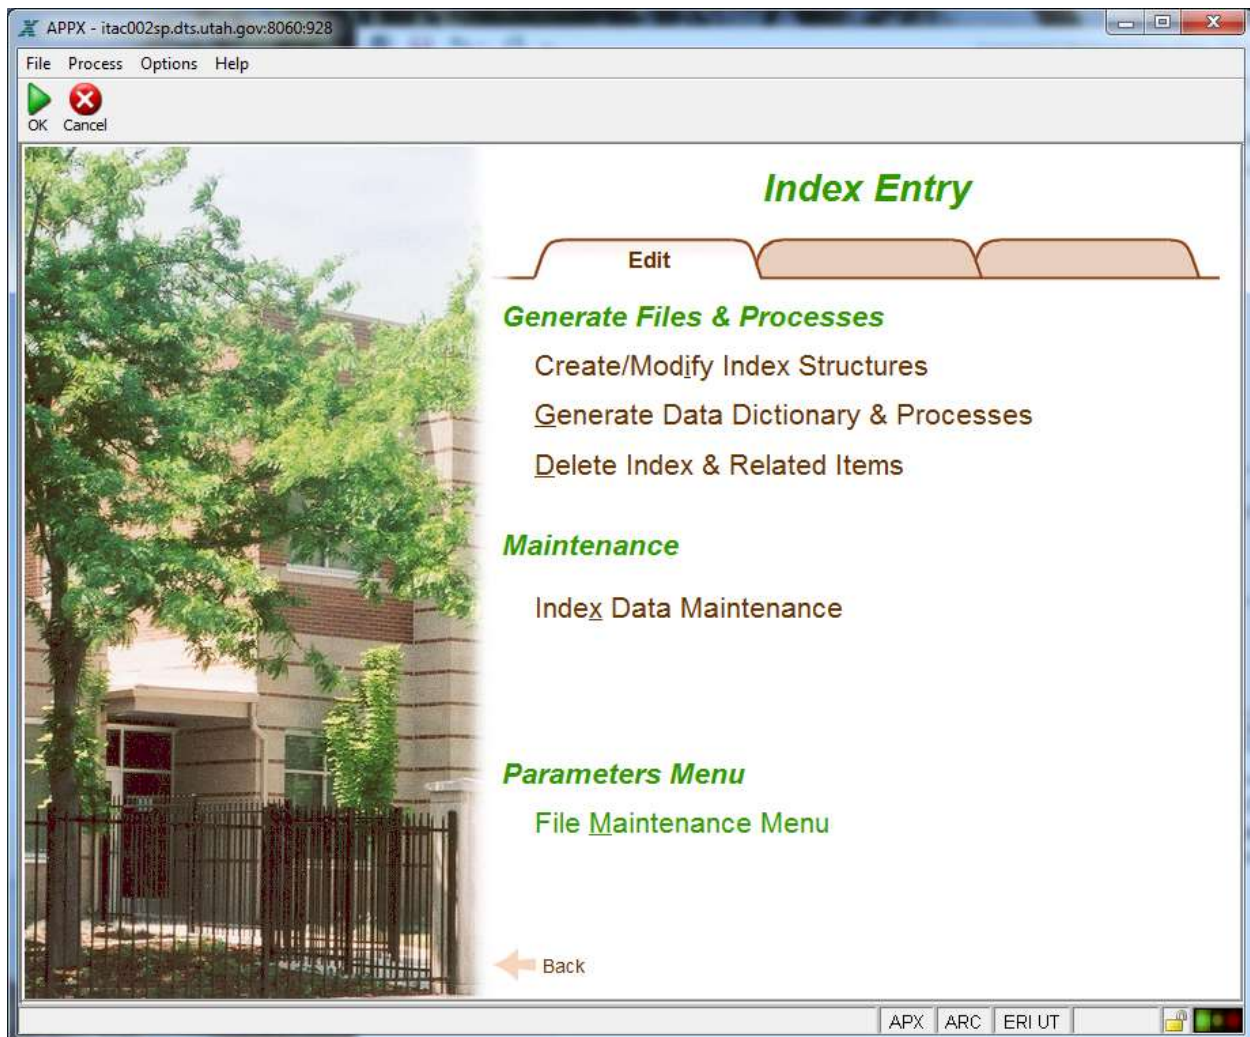 APPX - itac002sp.dts.utah.gov:8060:928
File Process Options Help
OK Cancel
Index Entry
Edit
Generate Files & Processes
Create/Modify Index Structures
Generate Data Dictionary & Processes
Delete Index & Related Items
Maintenance
Index Data Maintenance
Parameters Menu
File Maintenance Menu
Back
APX ARC ERI UT